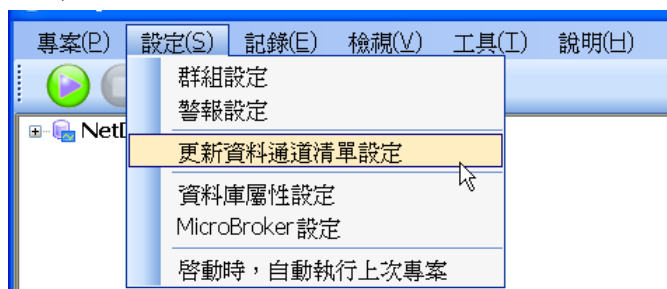 專案(P) 設定(S) 記錄(E) 檢視(V) 工具(T) 說明(H)
群組設定
警報設定
NetD
更新資料通道清單設定
資料庫屬性設定
MicroBroker設定
啓動時，自動執行上次專案